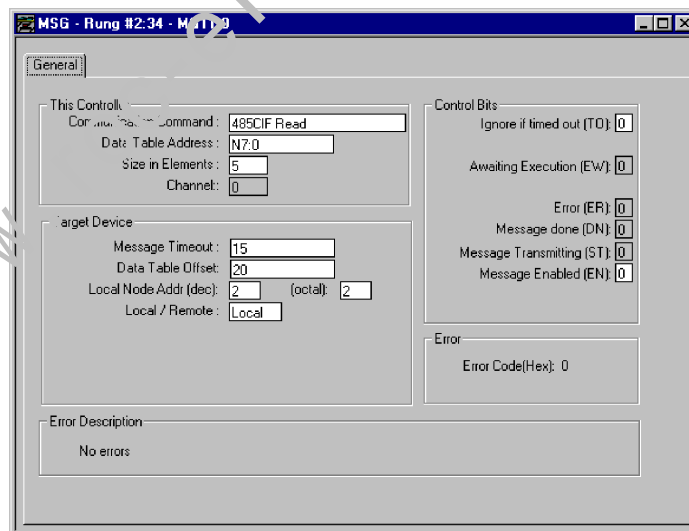 MSG - Rung #2:34 -
General
This
Command : 485CIF Read
Data Table Address : N7:0
Size in Elements : 5
Channel: 0
Target Device
Message Timeout : 15
Data Table Offset: 20
Local Node Addr (dec): 2 (octal): 2
Local / Remote : Local
Control Bits
Ignore if timed out (TO): 0
Awaiting Execution (EW): 0
Error (ER): 0
Message done (DN): 0
Message Transmitting (ST): 0
Message Enabled (EN): 0
Error
Error Code(Hex): 0
Error Description
No errors